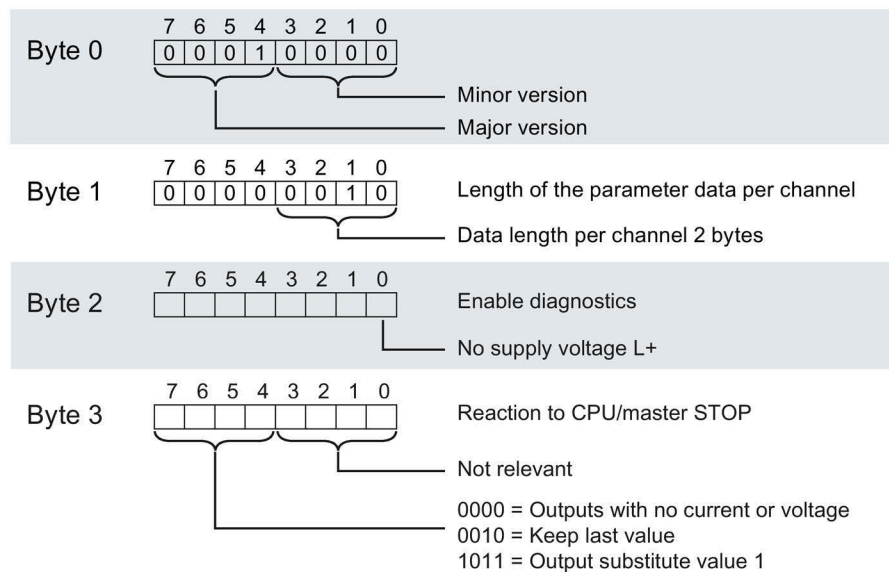 7 6 5 4 3 2 1 0
Byte 0
0 0 0 1 0 0 0 0
Minor version
Major version
7 6 5 4 3 2 1 0
Byte 1
0 0 0 0 0 0 1 0
Length of the parameter data per channel
Data length per channel 2 bytes
7 6 5 4 3 2 1 0
Byte 2
Enable diagnostics
No supply voltage L+
7 6 5 4 3 2 1 0
Byte 3
Reaction to CPU/master STOP
Not relevant
0000 = Outputs with no current or voltage
0010 = Keep last value
1011 = Output substitute value 1